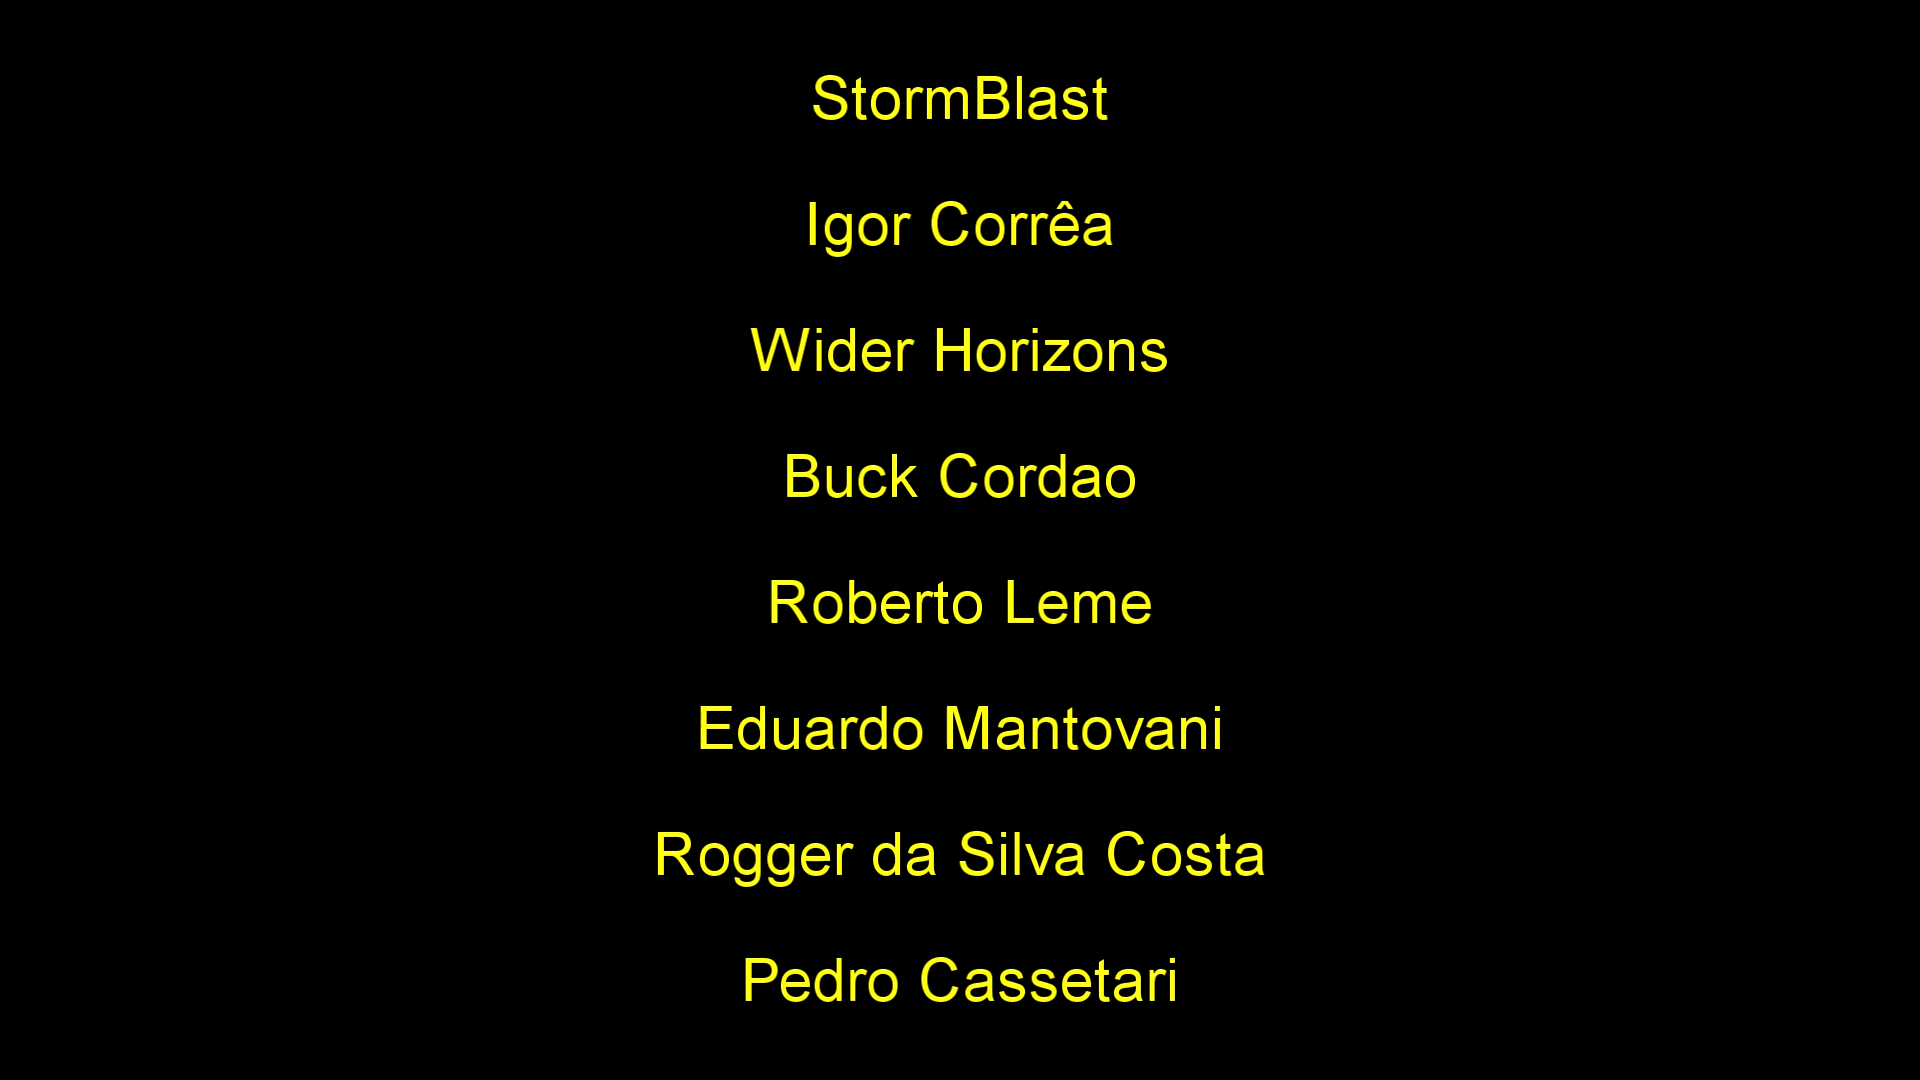 StormBlast
Igor Corrêa
Wider Horizons
Buck Cordao
Roberto Leme
Eduardo Mantovani
Rogger da Silva Costa
Pedro Cassetari